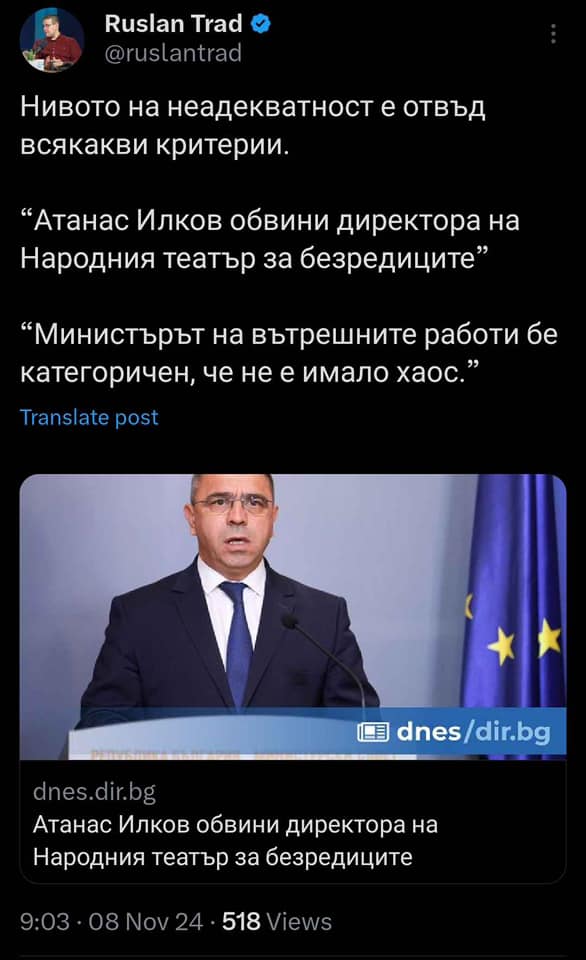 Ruslan Trad
@ruslantrad
Нивото на неадекватност е отвъд
всякакви критерии.
“Атанас Илков обвини директора на
Народния театър за безредиците”
“Министърът на вътрешните работи бе
категоричен, че не е имало хаос.”
Translate post
dnes/dir.bg
РЕПУБЛИКА БЪЛГАРИЯ
dnes.dir.bg
Атанас Илков обвини директора на
Народния театър за безредиците
9:03 · 08 Nov 24 · 518 Views